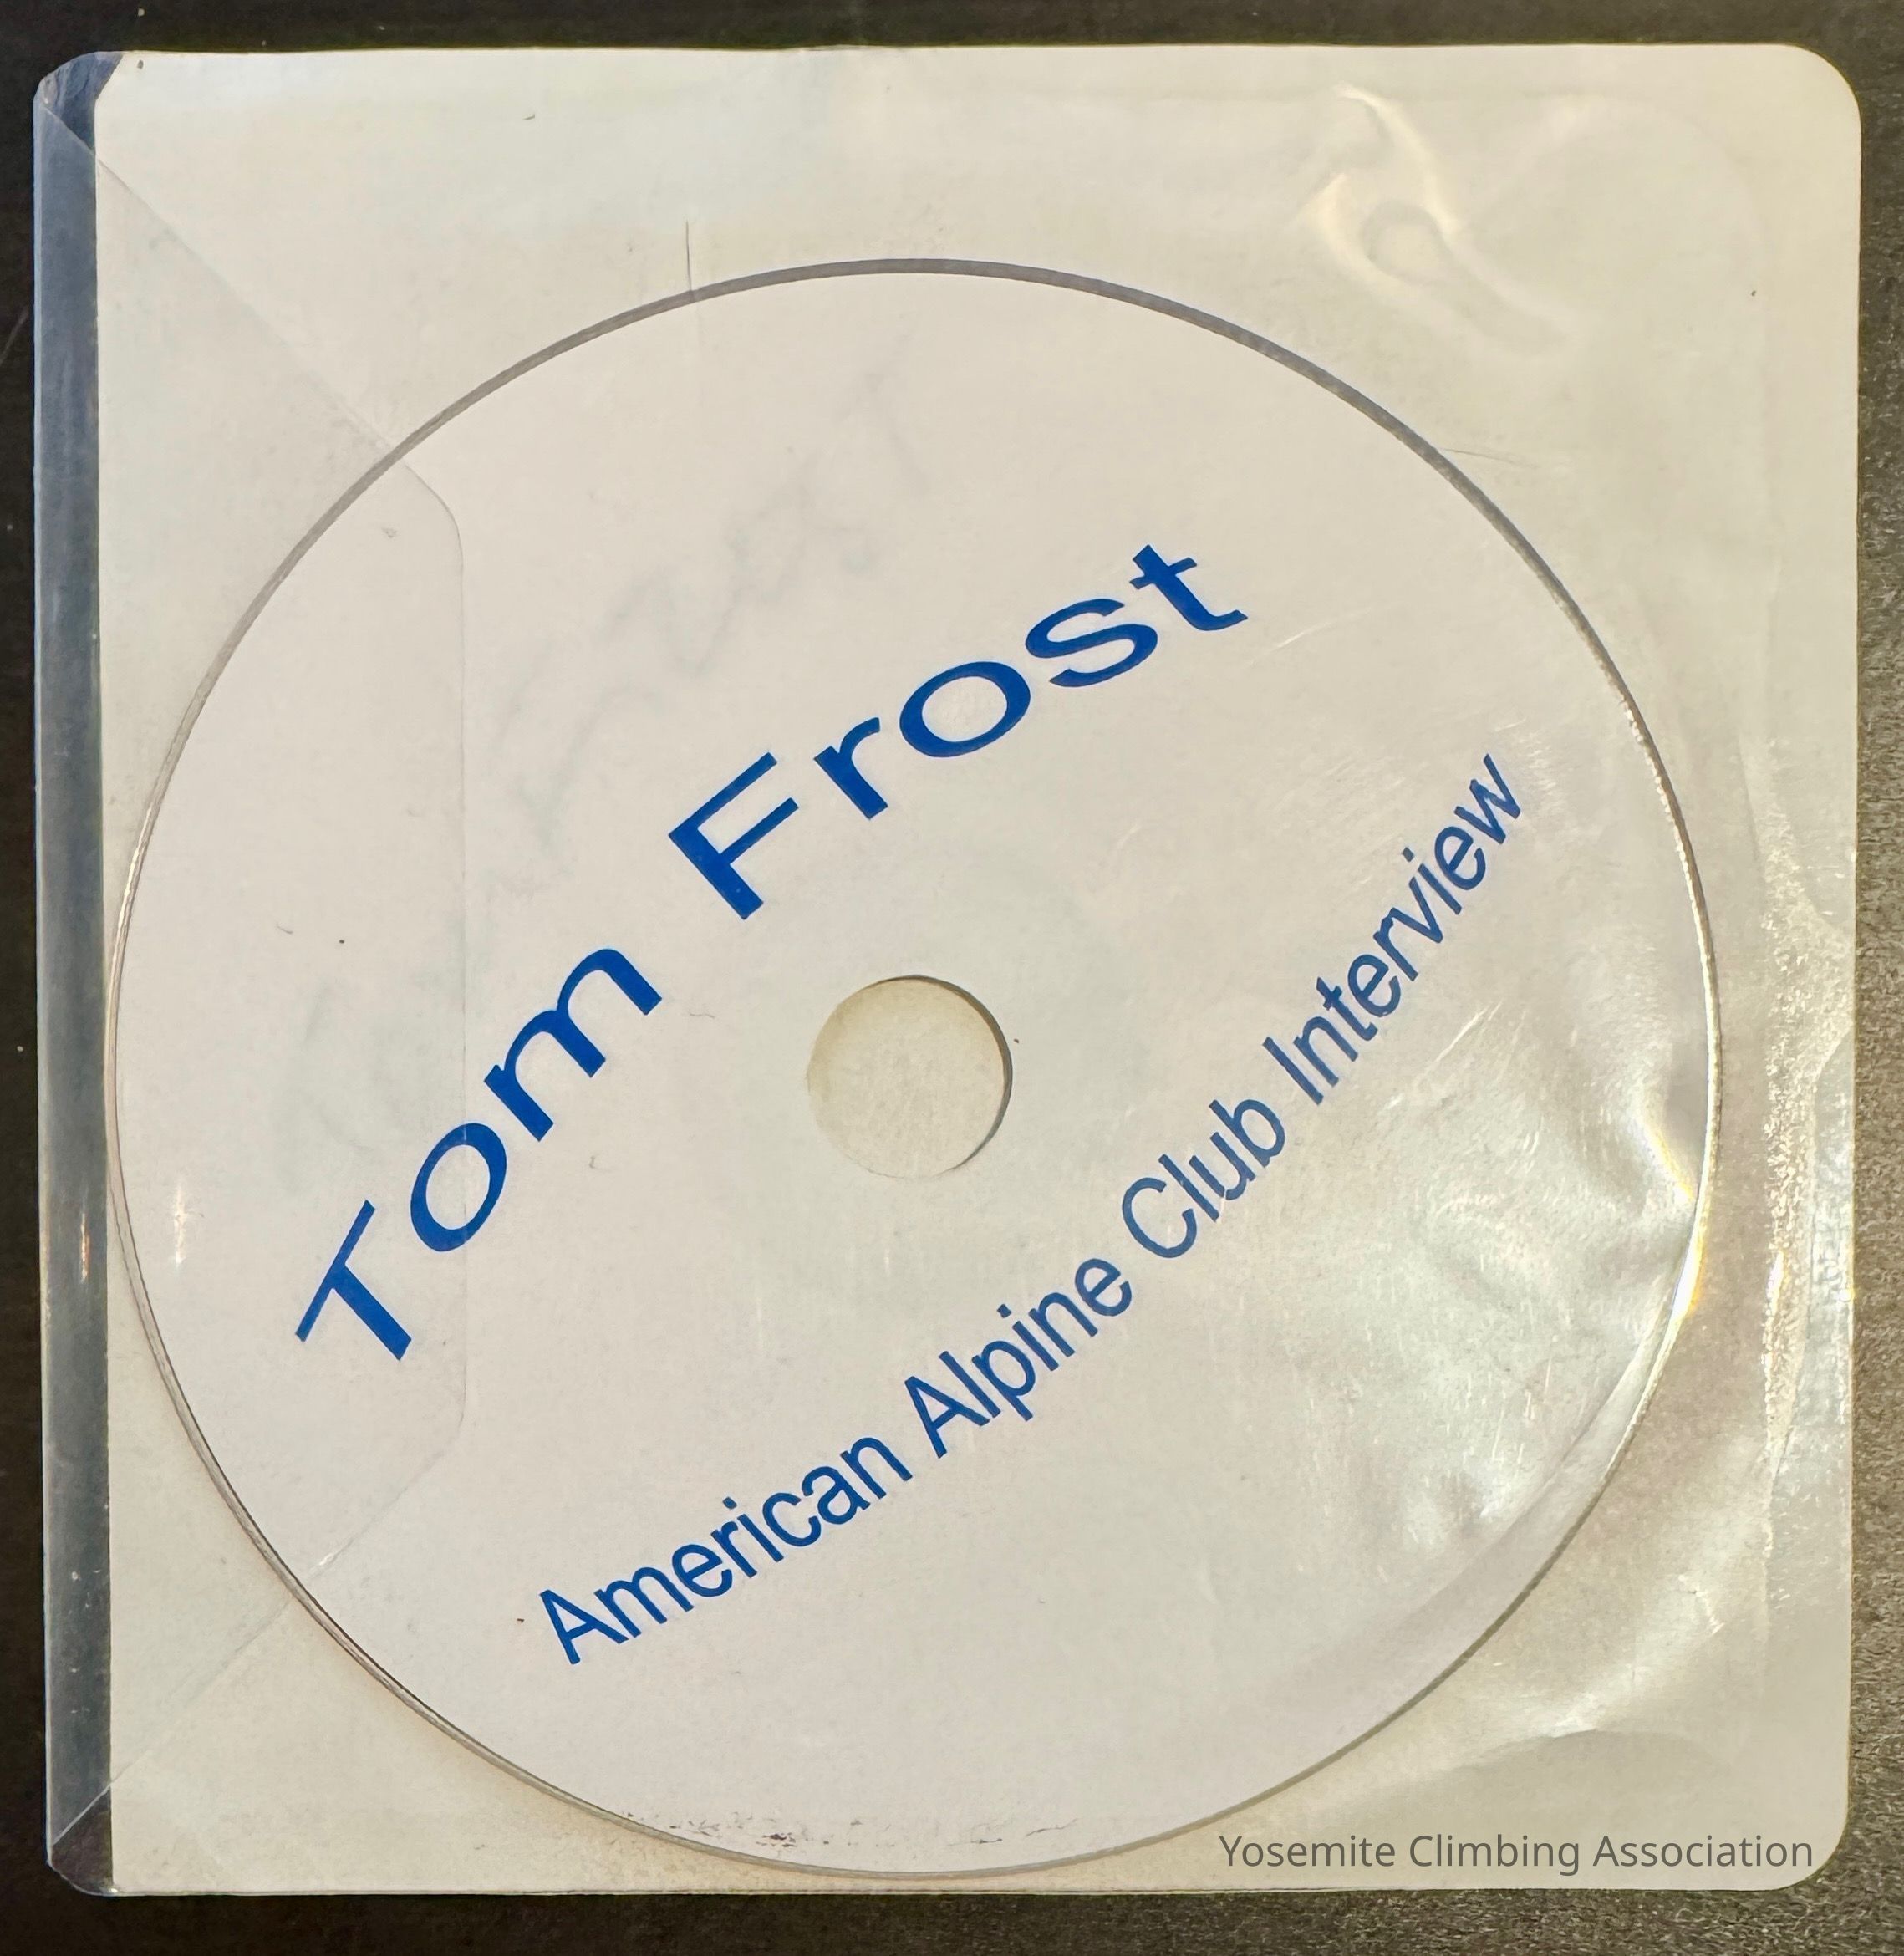 Tom Frost
American Alpine Club Interview
Yosemite Climbing Association